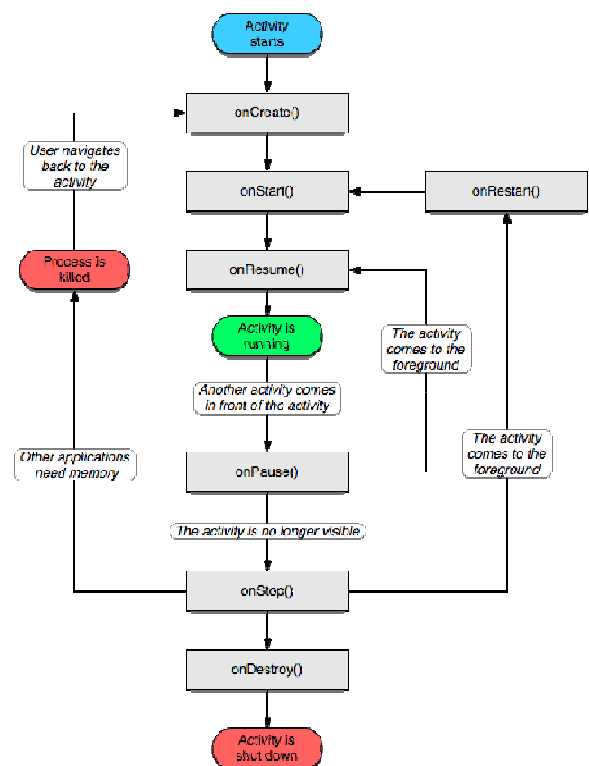 Activity
starts
onCreate()
User navigates
back to the
activity
onStart()
onRestart()
Process is
killed
onResume()
Activity is
running
The activity
comes to the
foreground
Another activity comes
in front of the activity
Other applications
need memory
onPause()
The activity
comes to the
foreground
The activity is no longer visible
onStop()
onDestroy()
Activity is
shut down